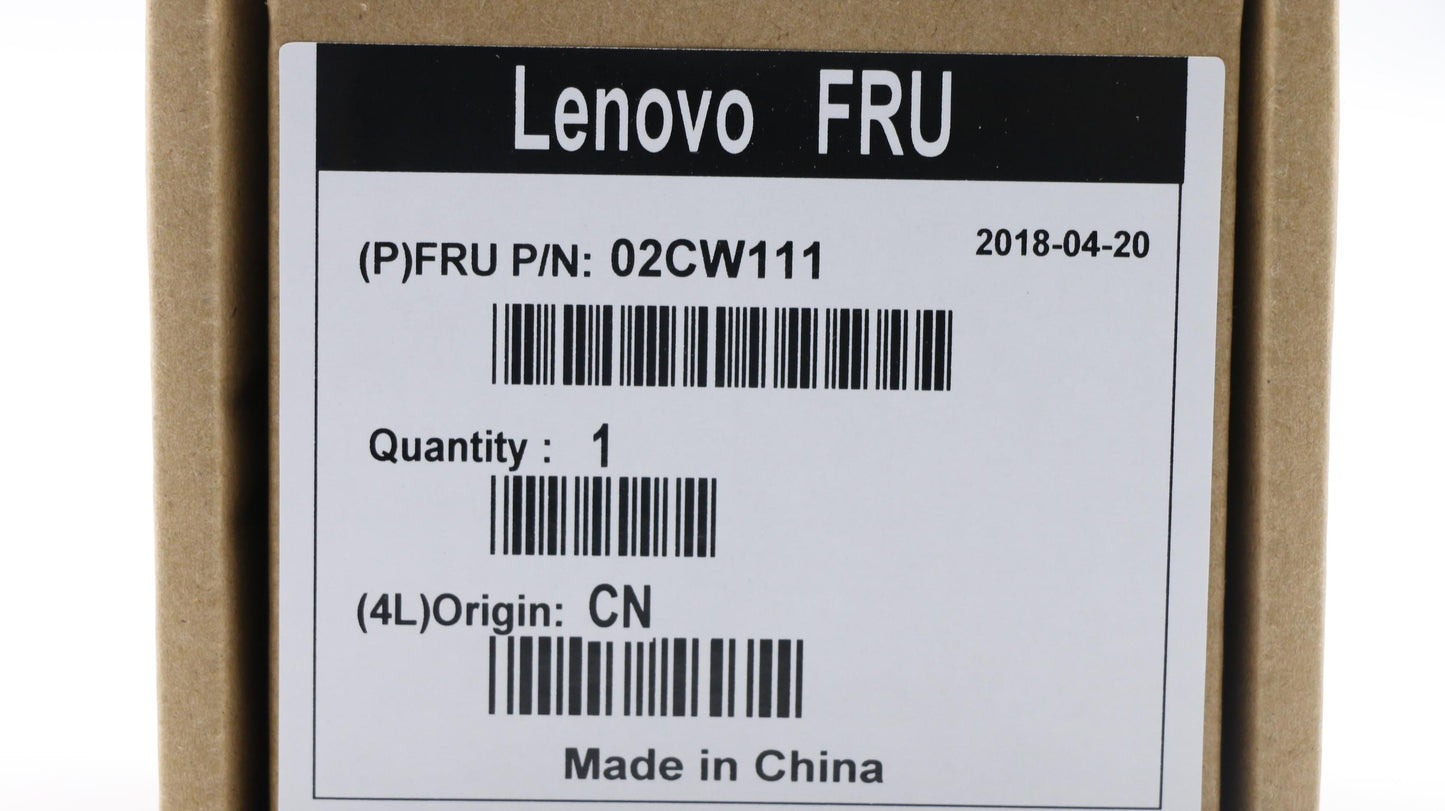 Lenovo FRU
2018-04-20
(P)FRU P/N: 02CW111
Quantity : 1
(4L)Origin: CN
Made in China